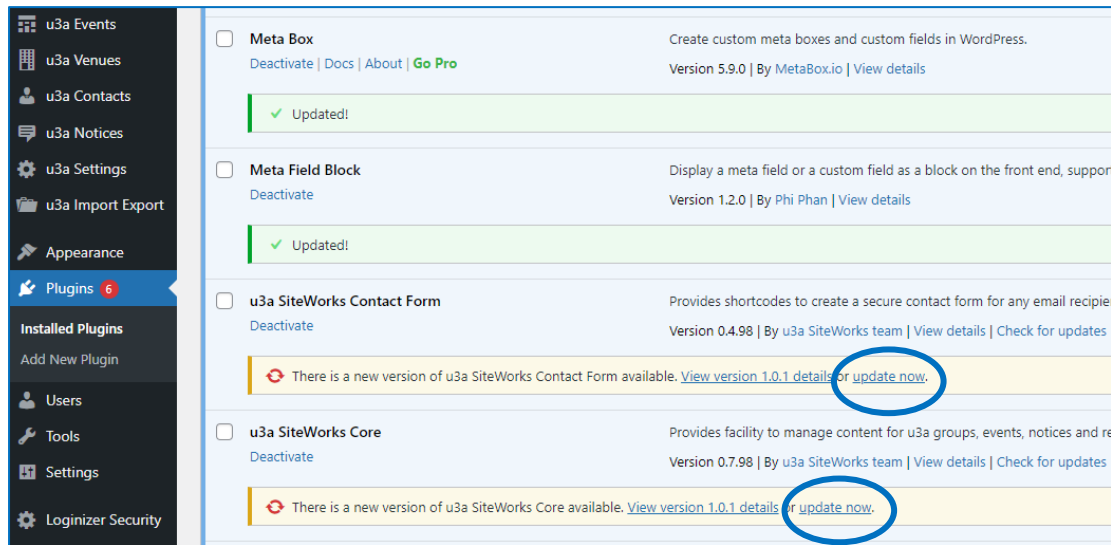 u3a Events
u3a Venues
u3a Contacts
u3a Notices
u3a Settings
u3a Import Export
Appearance
Plugins 6
Installed Plugins
Add New Plugin
Users
Tools
Settings
Loginizer Security
Meta Box
Create custom meta boxes and custom fields in WordPress.
Deactivate | Docs | About | Go Pro
Version 5.9.0 | By MetaBox.io | View details
Updated!
Meta Field Block
Display a meta field or a custom field as a block on the front end,
Deactivate
Version 1.2.0 | By Phi Phan | View details
Updated!
u3a SiteWorks Contact Form
Provides shortcodes to create a secure contact form for any email
Deactivate
Version 0.4.98 | By u3a SiteWorks team | View details | Check for updates
There is a new version of u3a SiteWorks Contact Form available. View version 1.0.1 details or update now.
u3a SiteWorks Core
Provides facility to manage content for u3a groups, events, notices and
Deactivate
Version 0.7.98 | By u3a SiteWorks team | View details | Check for updates
There is a new version of u3a SiteWorks Core available. View version 1.0.1 details or update now.